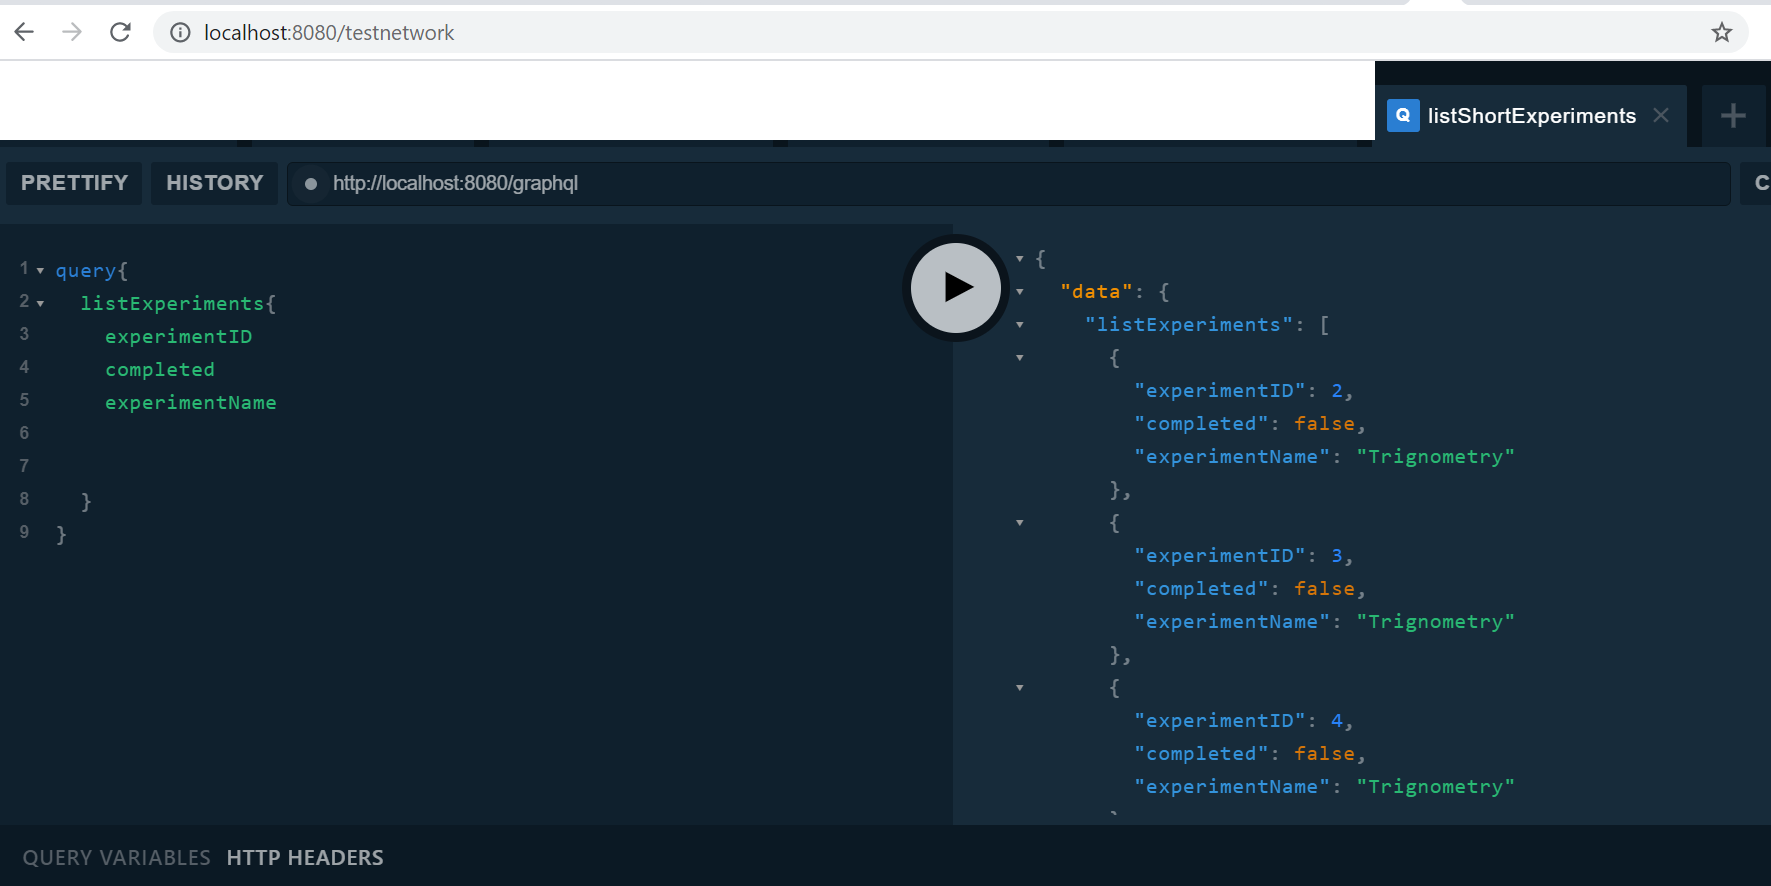 localhost:8080/testnetwork
Q listShortExperiments
PRETTIFY HISTORY http://localhost:8080/graphql C
1 query{
2 listExperiments{
3 experimentID
4 completed
5 experimentName
6
7
8 }
9 }
{
"data": {
"listExperiments": [
{
"experimentID": 2,
"completed": false,
"experimentName": "Trignometry"
},
{
"experimentID": 3,
"completed": false,
"experimentName": "Trignometry"
},
{
"experimentID": 4,
"completed": false,
"experimentName": "Trignometry"
QUERY VARIABLES HTTP HEADERS